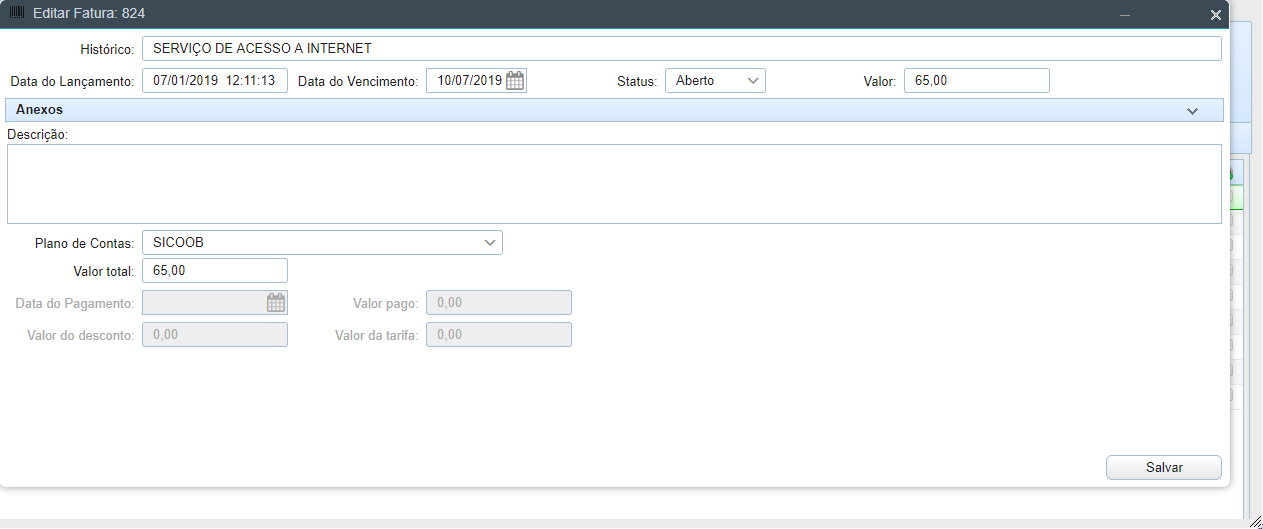 Editar Fatura: 824
Histórico: SERVIÇO DE ACESSO A INTERNET
Data do Lançamento: 07/01/2019 12:11:13 Data do Vencimento: 10/07/2019 Status: Aberto Valor: 65,00
Anexos
Descrição:
Plano de Contas: SICOOB
Valor total: 65,00
Data do Pagamento: Valor pago: 0,00
Valor do desconto: 0,00 Valor da tarifa: 0,00
Salvar